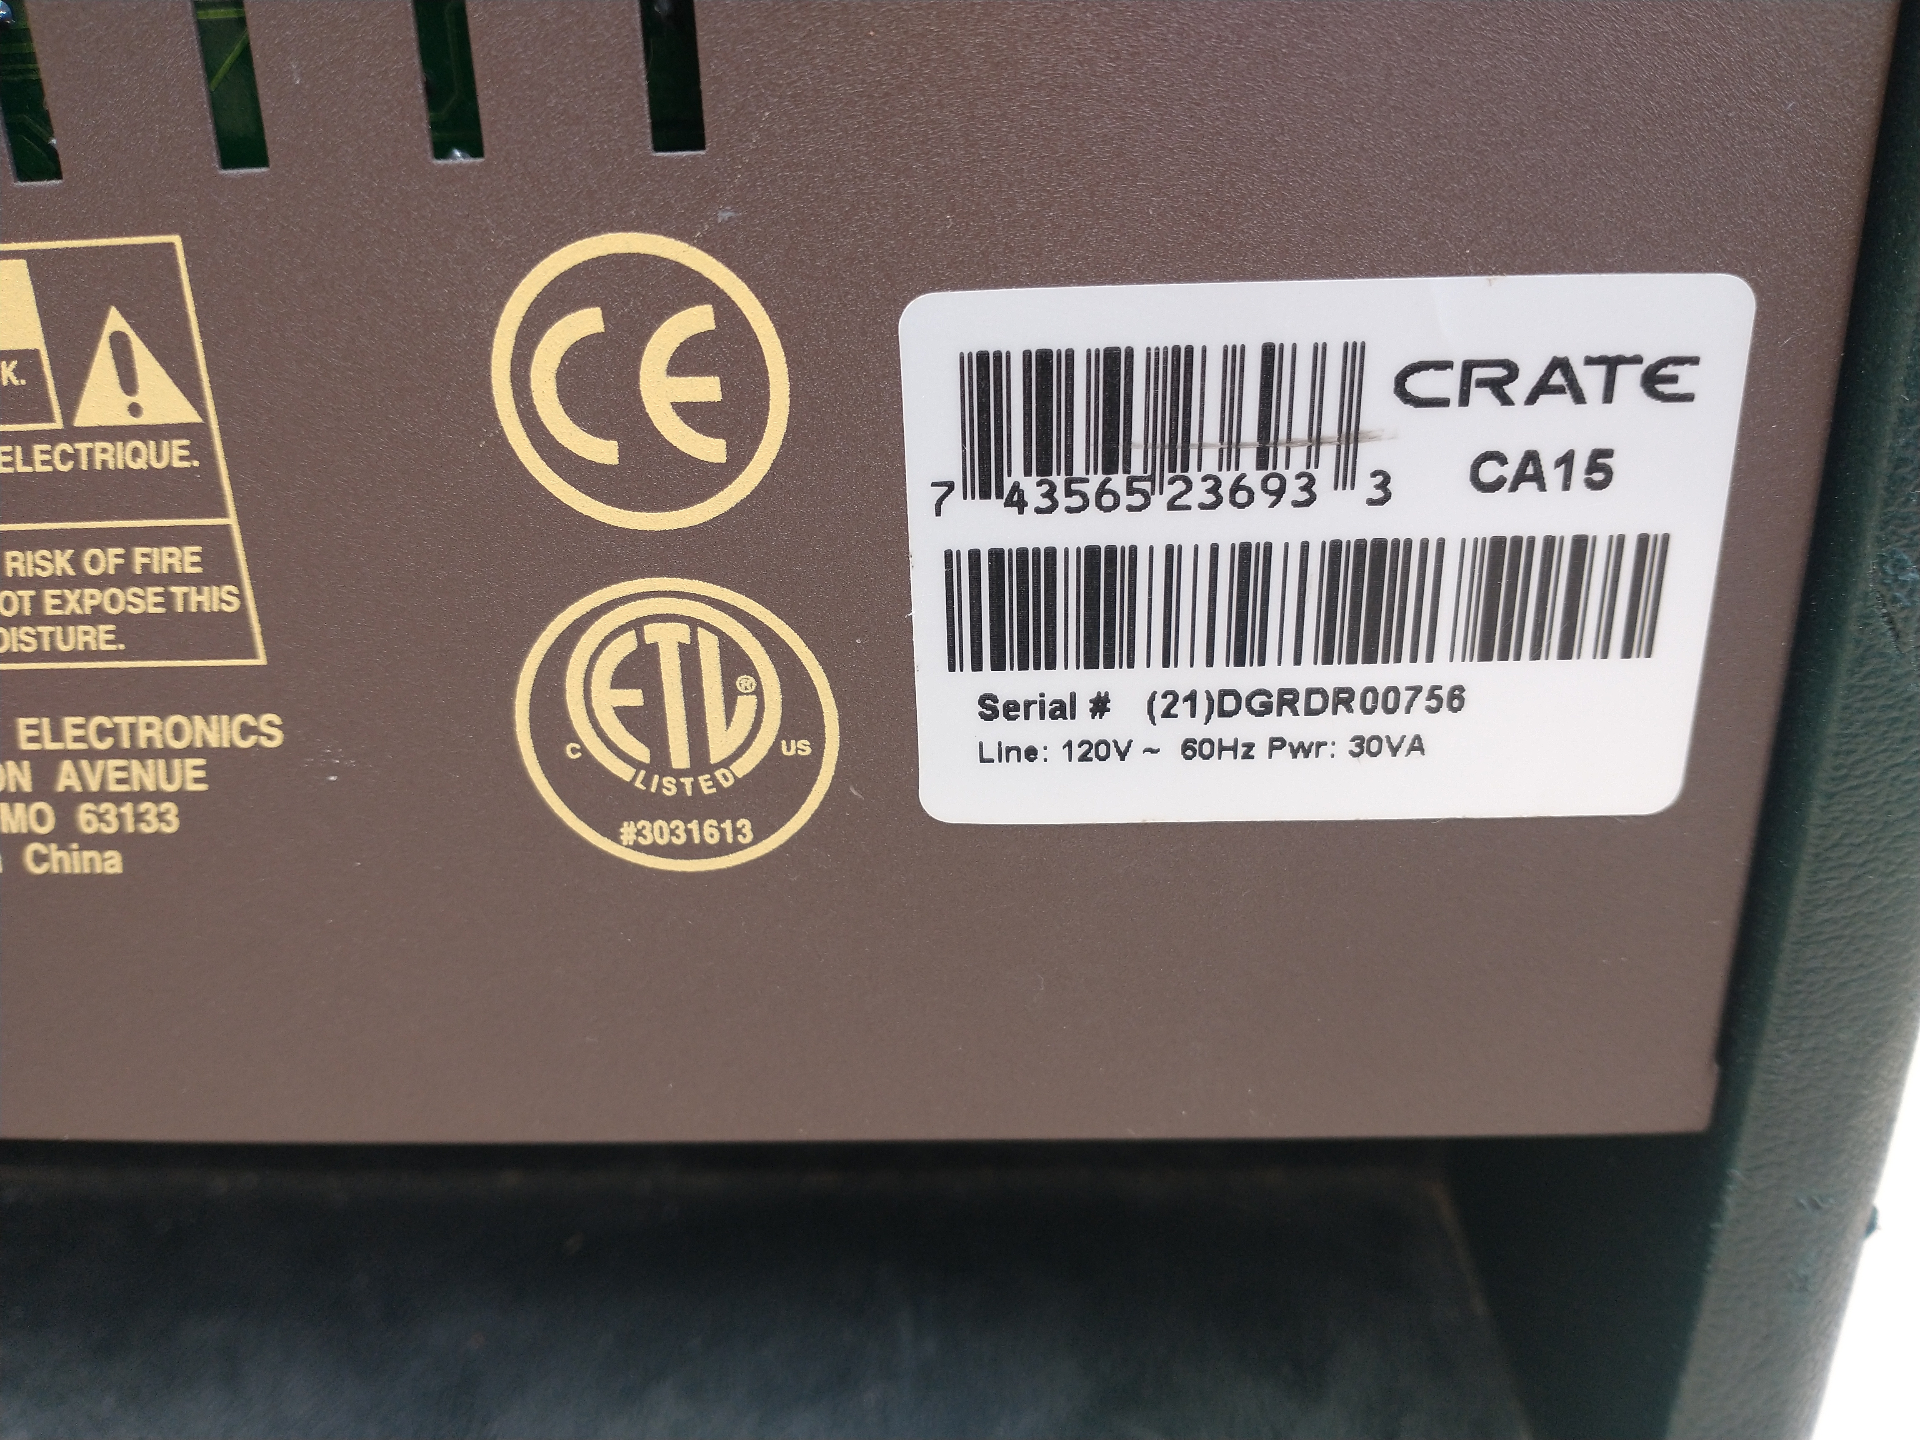 K.
ELECTRIQUE.
RISK OF FIRE
OT EXPOSE THIS
OISTURE.
ELECTRONICS
ON AVENUE
MO 63133
China
CE
ETL®
C US
LISTED
#3031613
CRATE
CA15
7 43565 23693 3
Serial # (21)DGRDR00756
Line: 120V ~ 60Hz Pwr: 30VA